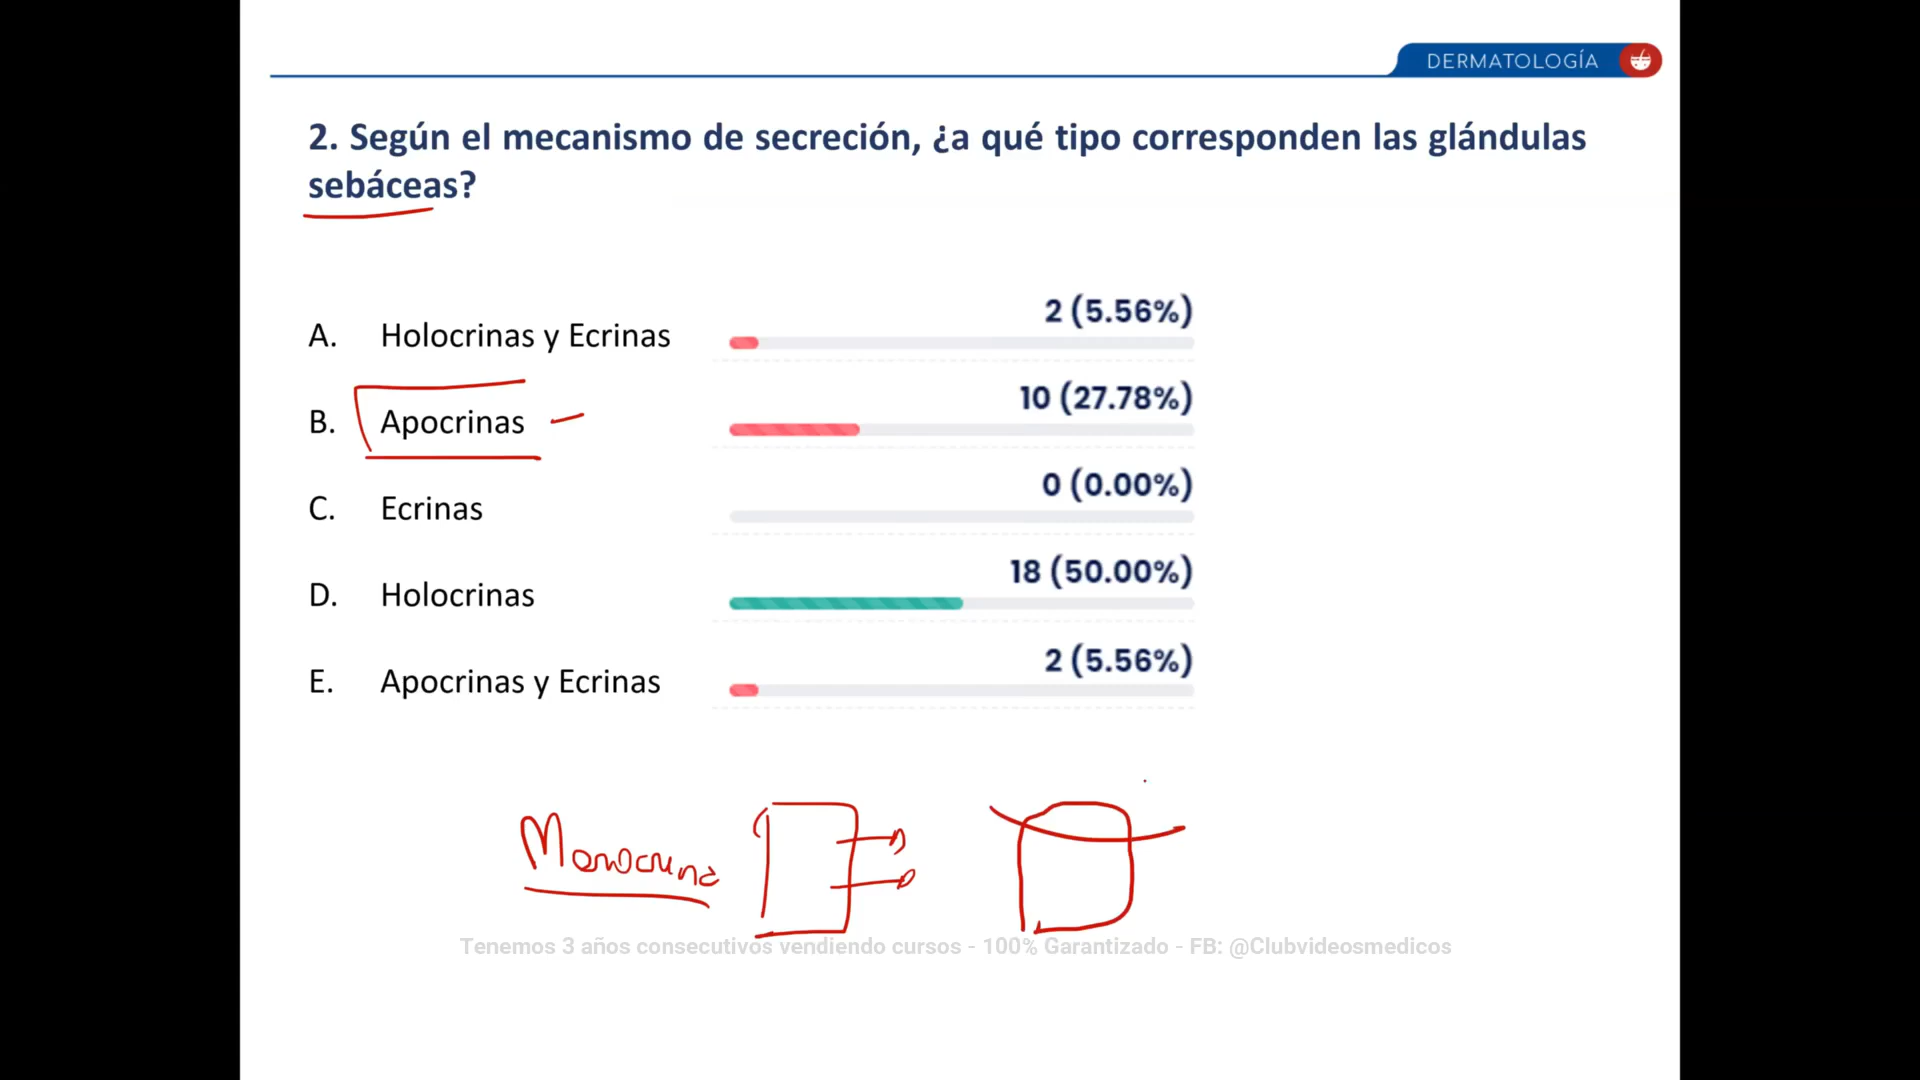 DERMATOLOGÍA
2. Según el mecanismo de secreción, ¿a qué tipo corresponden las glándulas
sebáceas?
A. Holocrinas y Ecrinas 2 (5.56%)
B. Apocrinas 10 (27.78%)
C. Ecrinas 0 (0.00%)
D. Holocrinas 18 (50.00%)
E. Apocrinas y Ecrinas 2 (5.56%)
Merocrina
Tenemos 3 años consecutivos vendiendo cursos - 100% Garantizado - FB: @Clubvideosmedicos